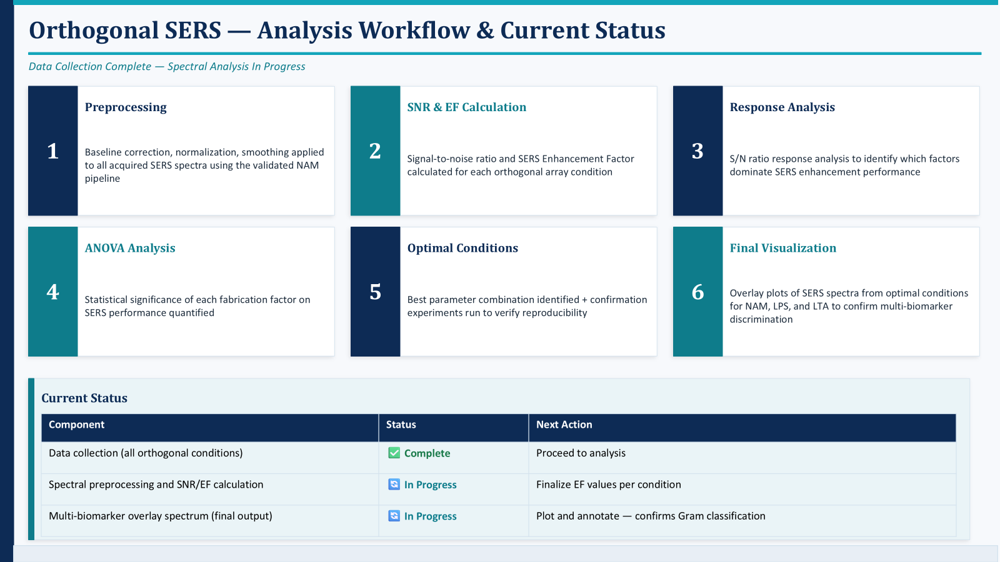 Orthogonal SERS — Analysis Workflow & Current Status
Data Collection Complete — Spectral Analysis In Progress
1
Preprocessing
Baseline correction, normalization, smoothing applied
to all acquired SERS spectra using the validated NAM
pipeline
2
SNR & EF Calculation
Signal-to-noise ratio and SERS Enhancement Factor
calculated for each orthogonal array condition
3
Response Analysis
S/N ratio response analysis to identify which factors
dominate SERS enhancement performance
4
ANOVA Analysis
Statistical significance of each fabrication factor on
SERS performance quantified
5
Optimal Conditions
Best parameter combination identified + confirmation
experiments run to verify reproducibility
6
Final Visualization
Overlay plots of SERS spectra from optimal conditions
for NAM, LPS, and LTA to confirm multi-biomarker
discrimination
Current Status
Component Status Next Action
Data collection (all orthogonal conditions) ✅ Complete Proceed to analysis
Spectral preprocessing and SNR/EF calculation 🔄 In Progress Finalize EF values per condition
Multi-biomarker overlay spectrum (final output) 🔄 In Progress Plot and annotate — confirms Gram classification